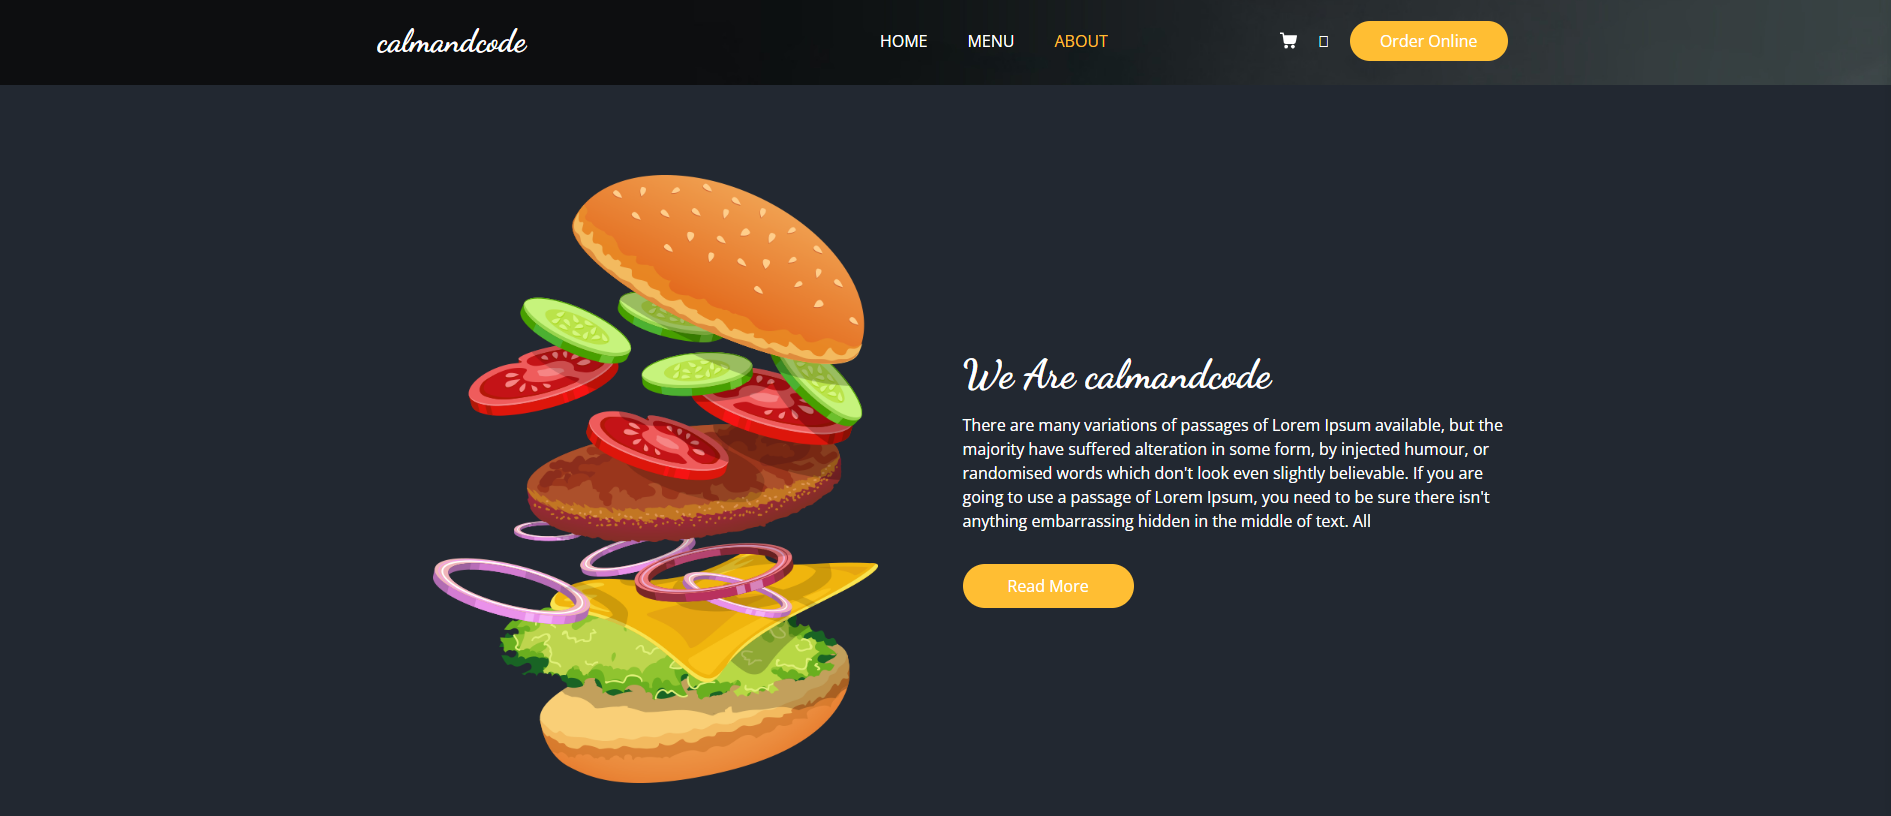 calmandcode
HOME MENU ABOUT
Order Online
We Are calmandcode
There are many variations of passages of Lorem Ipsum available, but the
majority have suffered alteration in some form, by injected humour, or
randomised words which don't look even slightly believable. If you are
going to use a passage of Lorem Ipsum, you need to be sure there isn't
anything embarrassing hidden in the middle of text. All
Read More